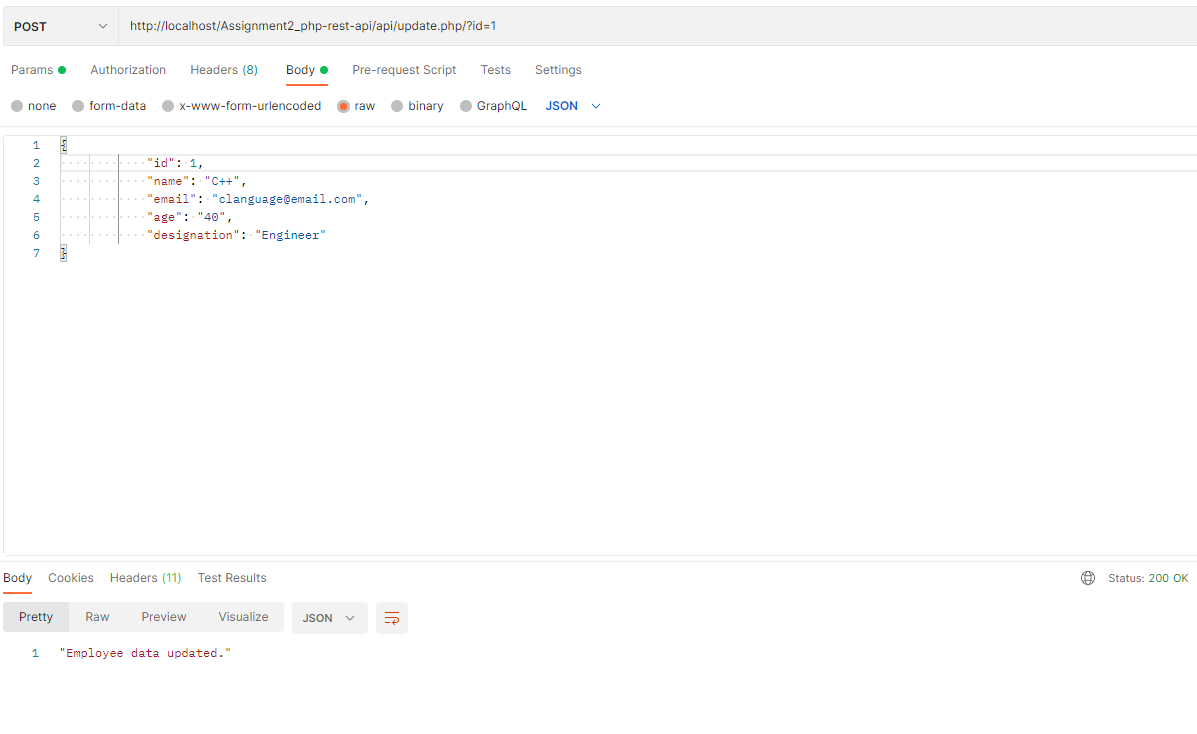 POST http://localhost/Assignment2_php-rest-api/api/update.php/?id=1
Params Authorization Headers (8) Body Pre-request Script Tests Settings
none form-data x-www-form-urlencoded raw binary GraphQL JSON
1 {
2 "id": 1,
3 "name": "C++",
4 "email": "clanguage@email.com",
5 "age": "40",
6 "designation": "Engineer"
7 }
Body Cookies Headers (11) Test Results Status: 200 OK
Pretty Raw Preview Visualize JSON
1 "Employee data updated."